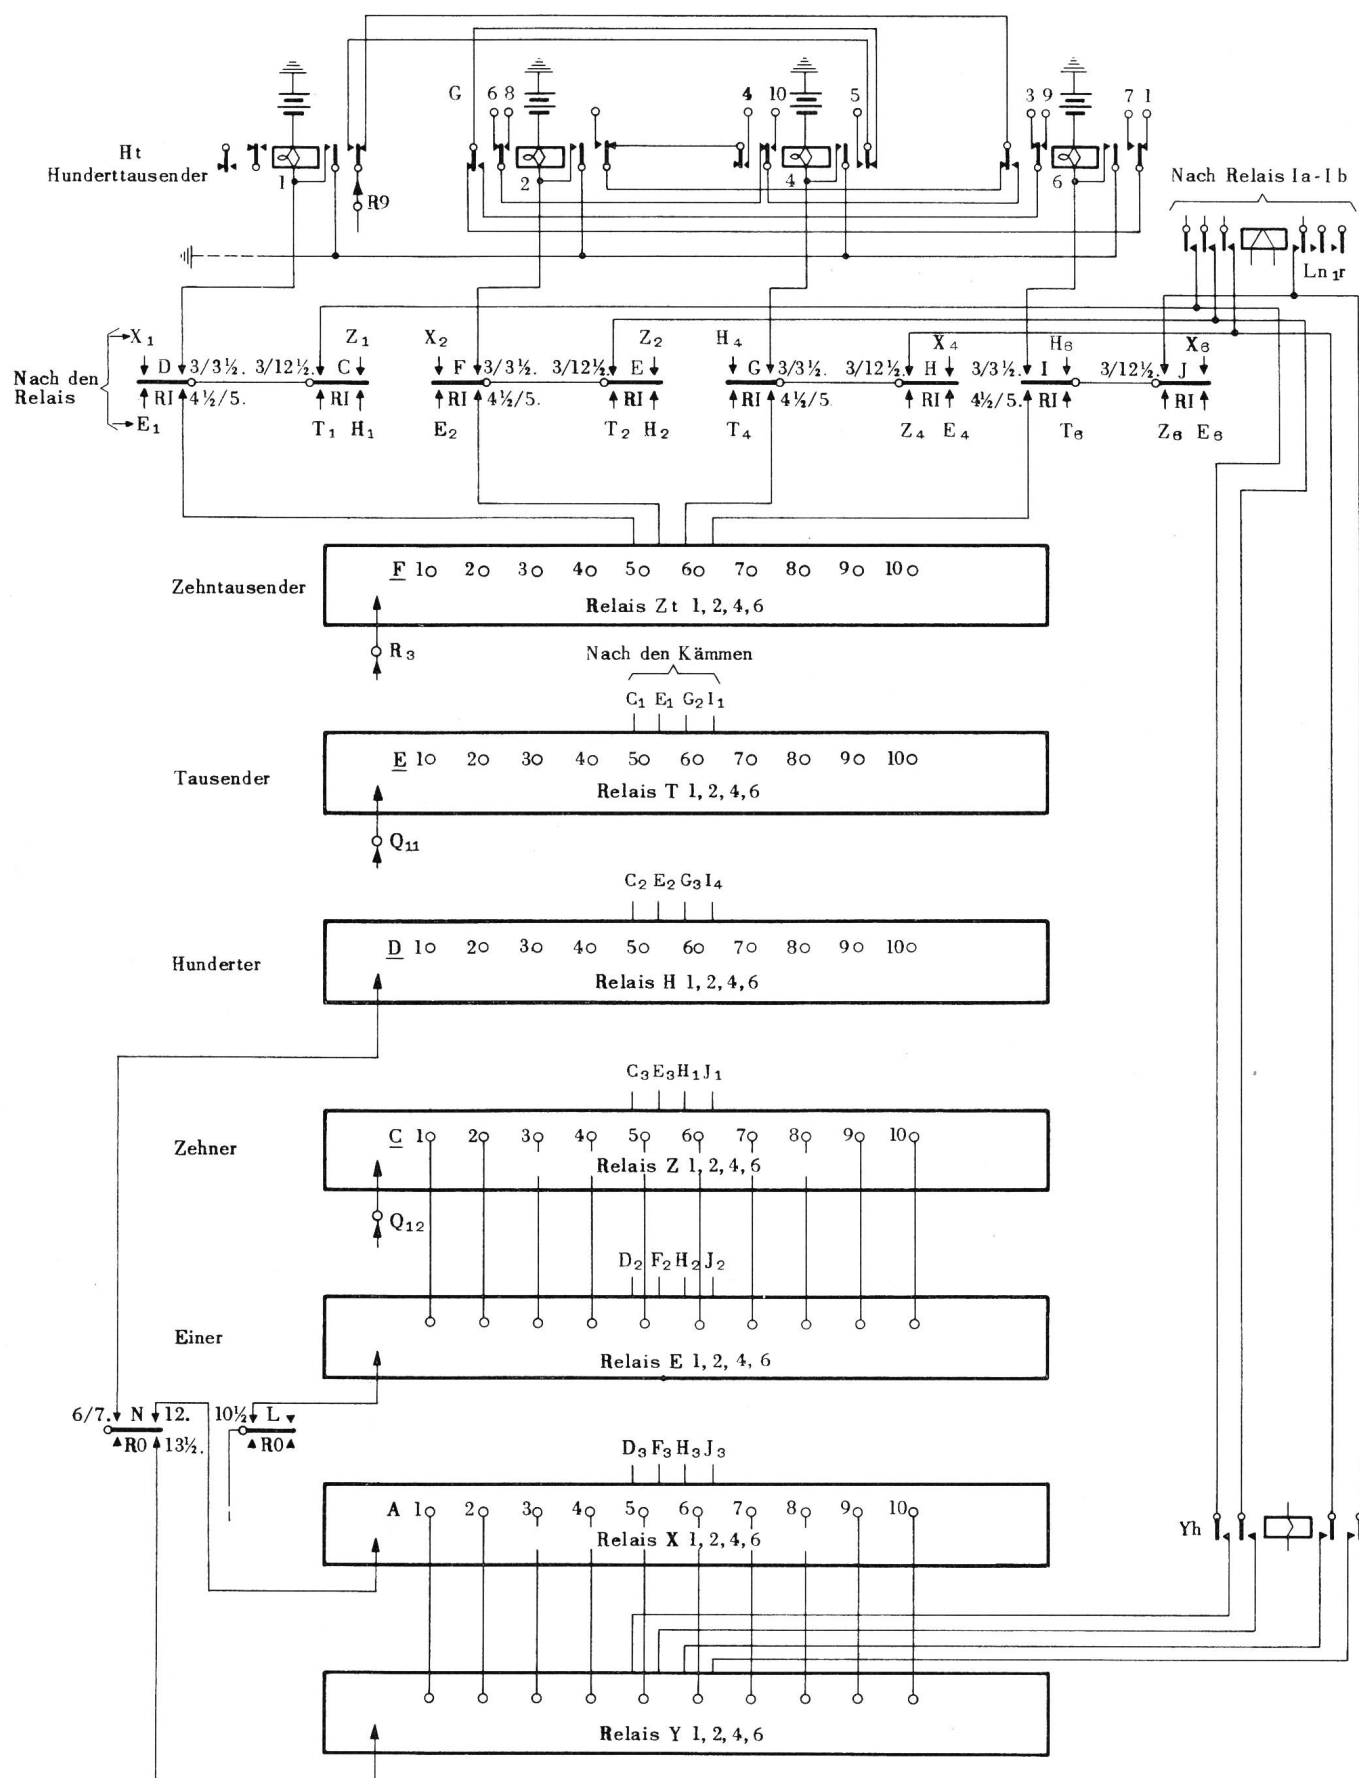 G 6 8 4 10 5 3 9 7 1
Ht
Hunderttausender
1 2 4 6
R9
Nach Relais Ia-Ib
Ln₁r
X₁ Z₁ X₂ Z₂ H₄ X₄ H₆ X₆
D 3/3½. 3/12½. C F 3/3½. 3/12½. E G 3/3½. 3/12½. H 3/3½. I 3/12½. J
Nach den
Relais
RI 4½/5. RI RI 4½/5. RI RI 4½/5. RI 4½/5. RI RI
E₁ T₁ H₁ E₂ T₂ H₂ T₄ Z₄ E₄ T₆ Z₆ E₆
Zehntausender
F 1 2 3 4 5 6 7 8 9 10
Relais Zt 1, 2, 4, 6
R₃
Nach den Kämmen
C₁ E₁ G₂ I₁
Tausender
E 1 2 3 4 5 6 7 8 9 10
Relais T 1, 2, 4, 6
Q₁₁
C₂ E₂ G₃ I₄
Hunderter
D 1 2 3 4 5 6 7 8 9 10
Relais H 1, 2, 4, 6
C₃ E₃ H₁ J₁
Zehner
C 1 2 3 4 5 6 7 8 9 10
Relais Z 1, 2, 4, 6
Q₁₂
D₂ F₂ H₂ J₂
Einer
Relais E 1, 2, 4, 6
6/7. N 12. 10½ L
RO 13½. RO
D₃ F₃ H₃ J₃
A 1 2 3 4 5 6 7 8 9 10
Relais X 1, 2, 4, 6
Yh
Relais Y 1, 2, 4, 6